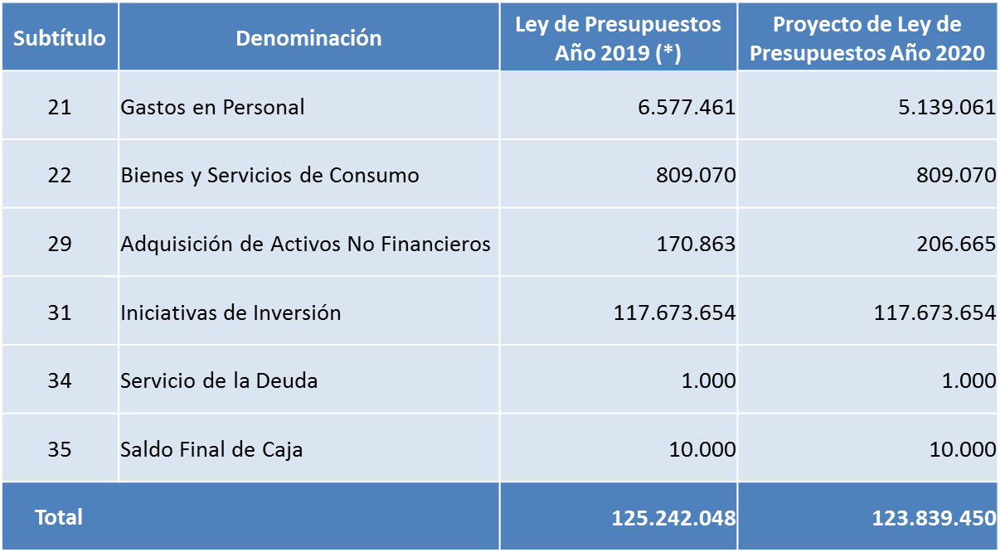 Subtítulo Denominación Ley de Presupuestos Año 2019 (*) Proyecto de Ley de Presupuestos Año 2020
21 Gastos en Personal 6.577.461 5.139.061
22 Bienes y Servicios de Consumo 809.070 809.070
29 Adquisición de Activos No Financieros 170.863 206.665
31 Iniciativas de Inversión 117.673.654 117.673.654
34 Servicio de la Deuda 1.000 1.000
35 Saldo Final de Caja 10.000 10.000
Total 125.242.048 123.839.450